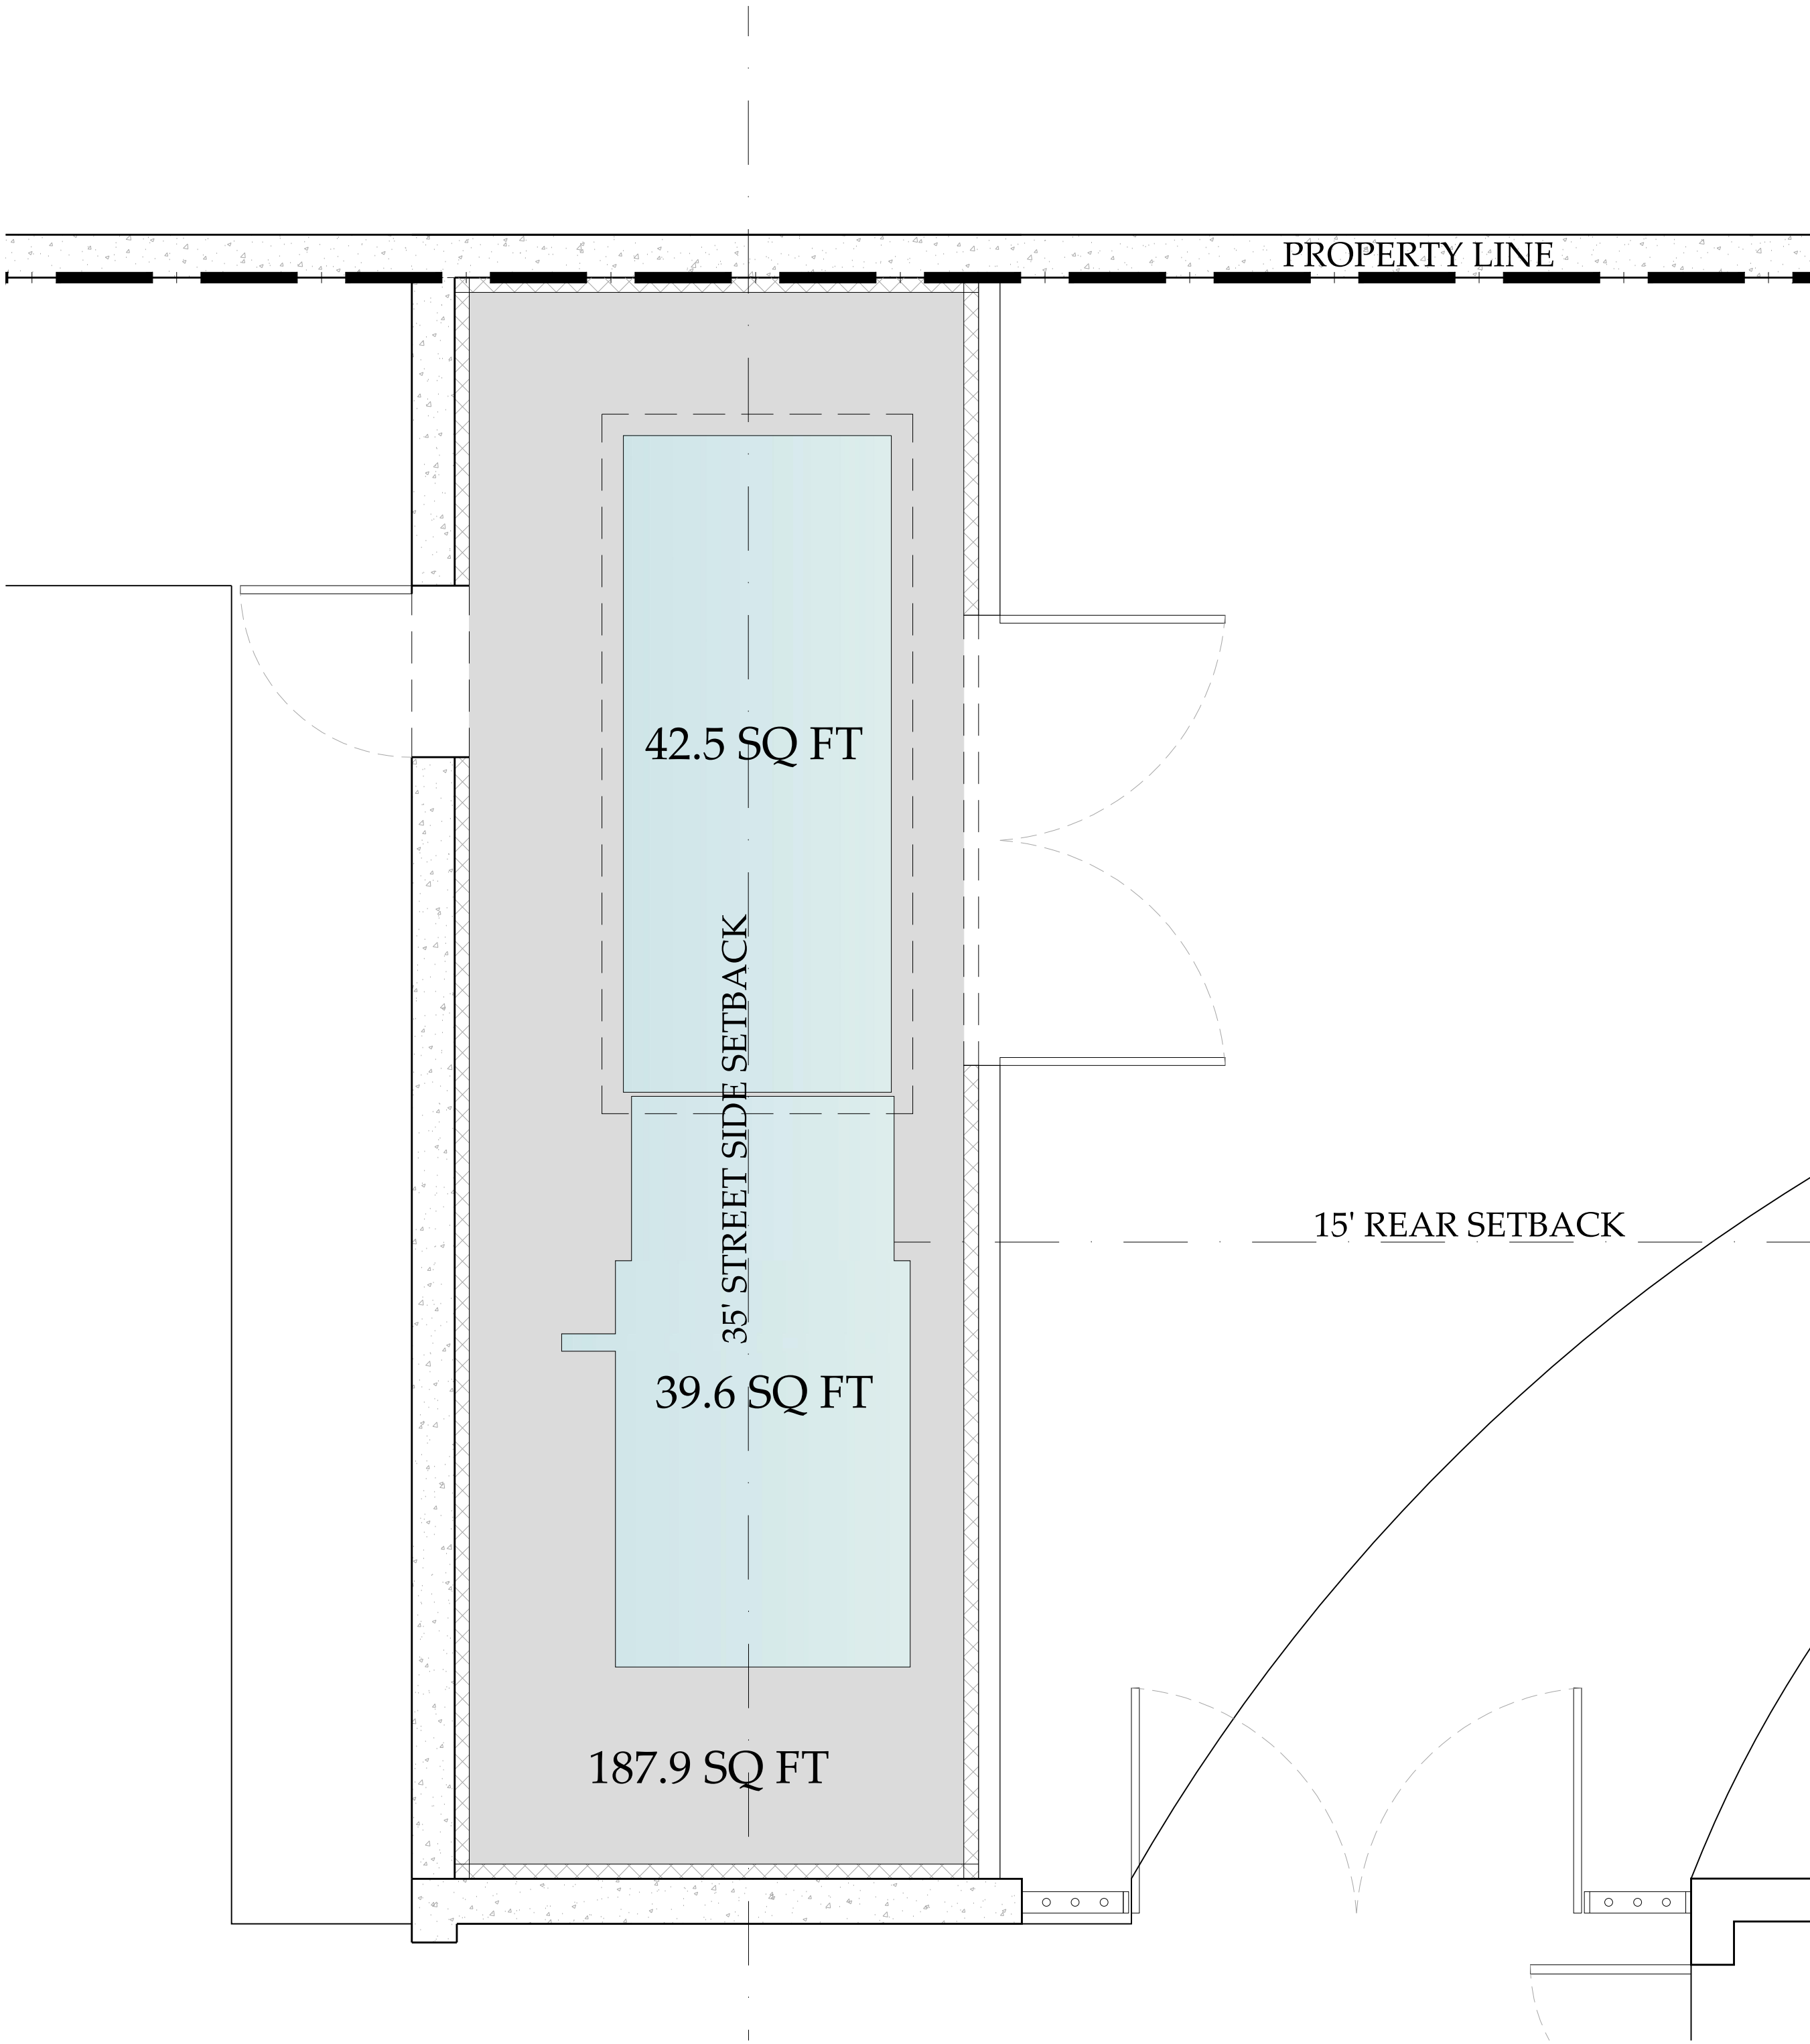 PROPERTY LINE
42.5 SQ FT
35' STREET SIDE SETBACK
15' REAR SETBACK
39.6 SQ FT
187.9 SQ FT